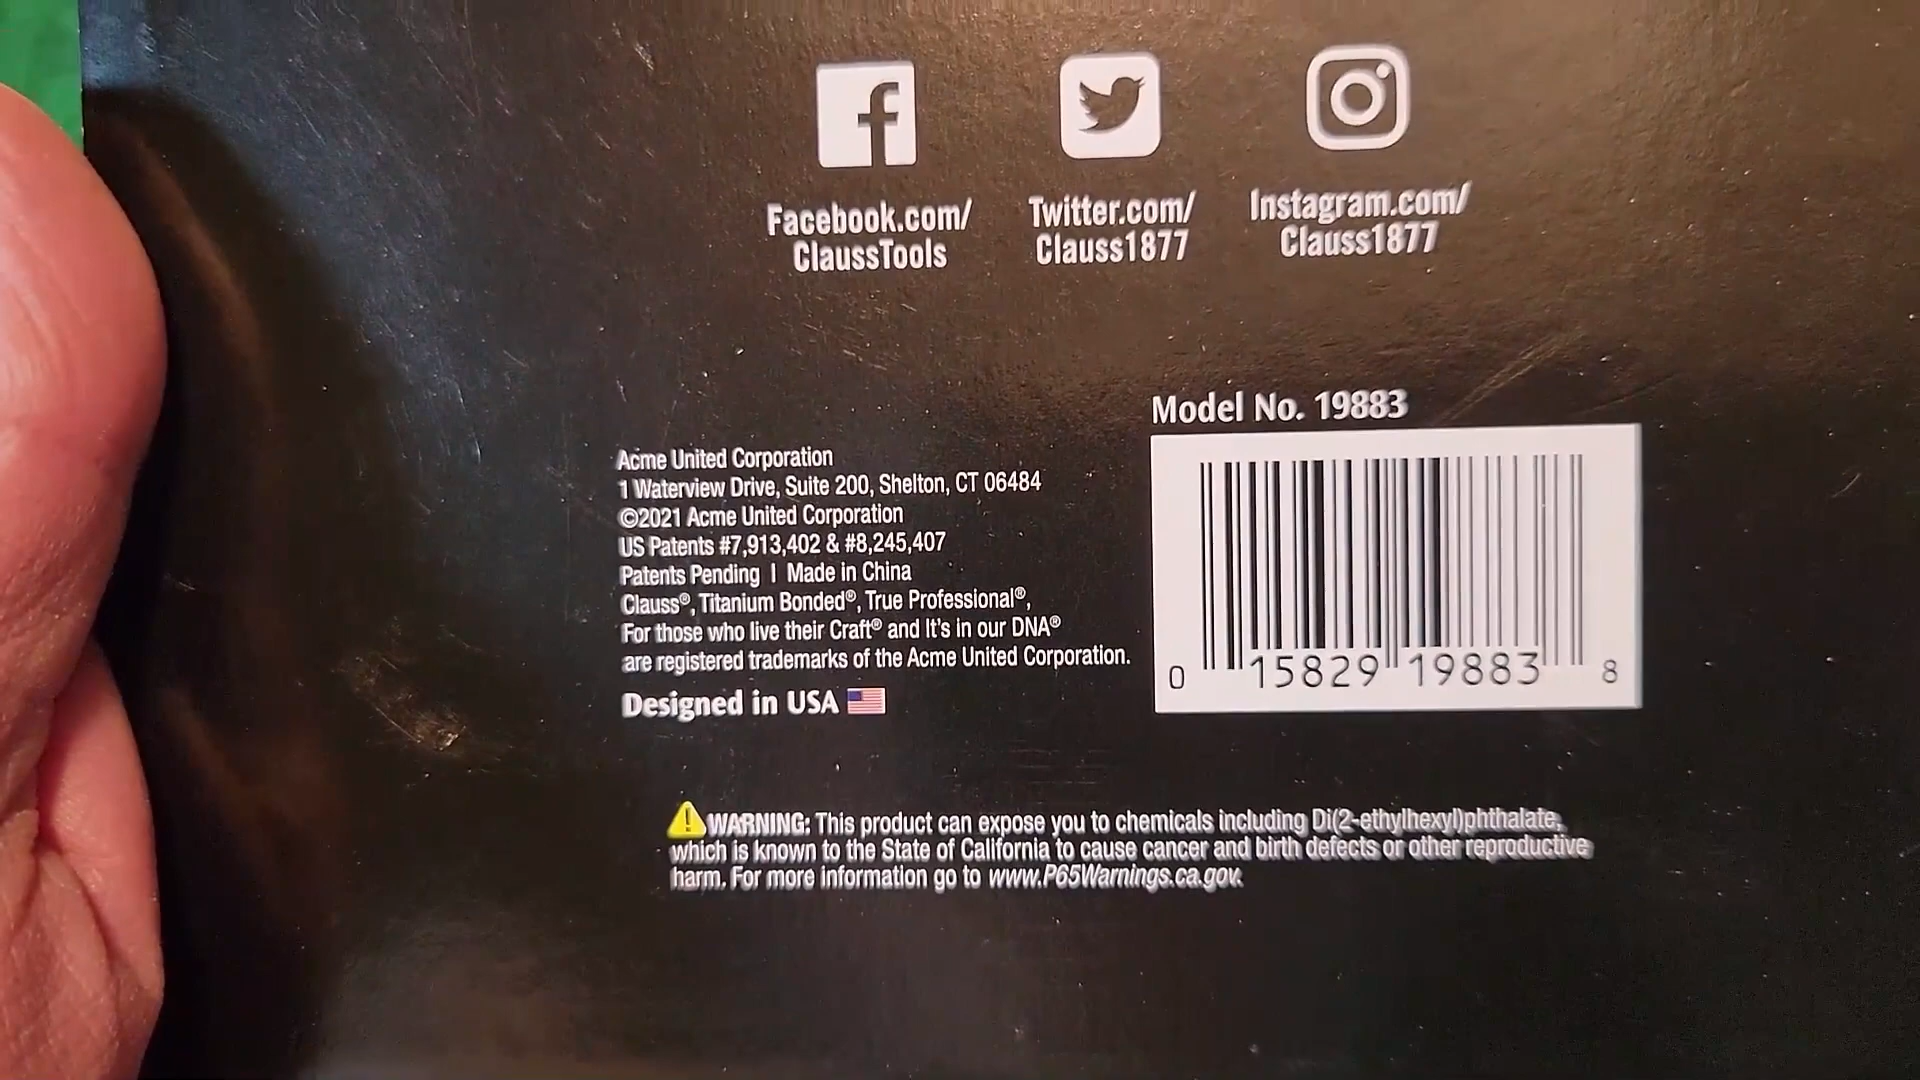 Facebook.com/
ClaussTools
Twitter.com/
Clauss1877
Instagram.com/
Clauss1877
Model No. 19883
Acme United Corporation
1 Waterview Drive, Suite 200, Shelton, CT 06484
©2021 Acme United Corporation
US Patents #7,913,402 & #8,245,407
Patents Pending | Made in China
Clauss®, Titanium Bonded®, True Professional®,
For those who live their Craft® and It's in our DNA®
are registered trademarks of the Acme United Corporation.
Designed in USA
0 15829 19883 8
WARNING: This product can expose you to chemicals including Di(2-ethylhexyl)phthalate,
which is known to the State of California to cause cancer and birth defects or other reproductive
harm. For more information go to www.P65Warnings.ca.gov.